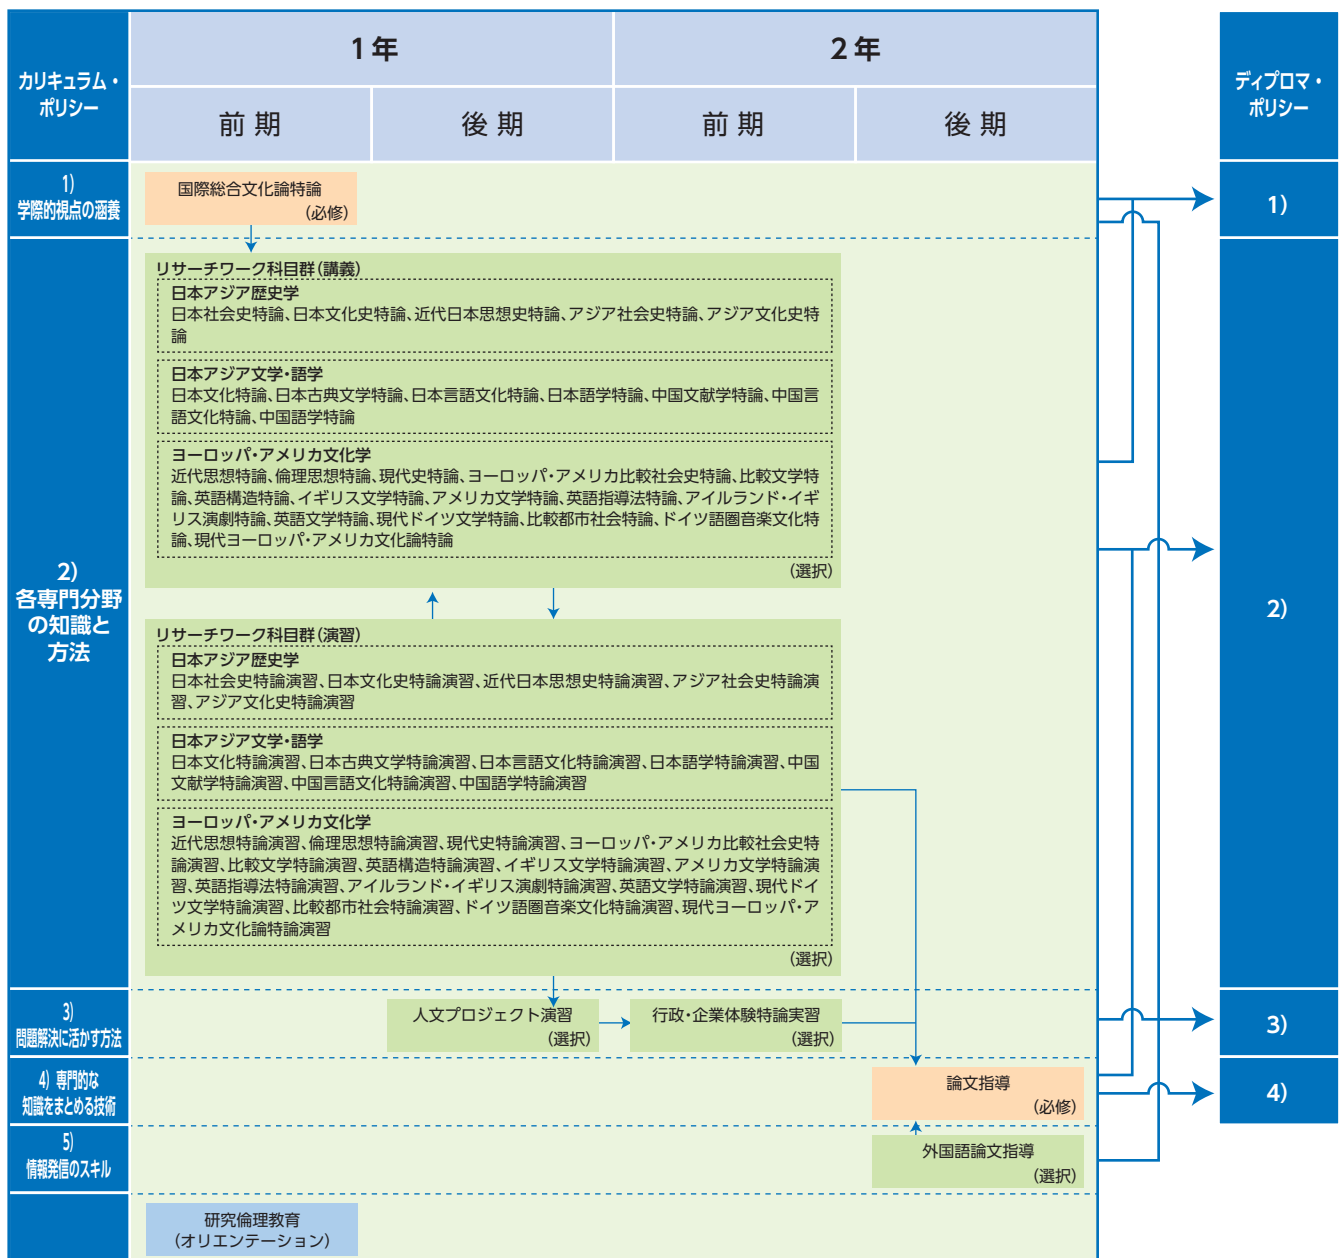 カリキュラム・
ポリシー
1年
2年
前期
後期
前期
後期
ディプロマ・
ポリシー
1)
学際的視点の涵養
国際総合文化論特論
(必修)
1)
2)
各専門分野
の知識と
方法
リサーチワーク科目群(講義)
日本アジア歴史学
日本社会史特論、日本文化史特論、近代日本思想史特論、アジア社会史特論、アジア文化史特
論
日本アジア文学・語学
日本文化特論、日本古典文学特論、日本言語文化特論、日本語学特論、中国文献学特論、中国言
語文化特論、中国語学特論
ヨーロッパ・アメリカ文化学
近代思想特論、倫理思想特論、現代史特論、ヨーロッパ・アメリカ比較社会史特論、比較文学特
論、英語構造特論、イギリス文学特論、アメリカ文学特論、英語指導法特論、アイルランド・イギ
リス演劇特論、英語文学特論、現代ドイツ文学特論、比較都市社会特論、ドイツ語圏音楽文化特
論、現代ヨーロッパ・アメリカ文化論特論
(選択)
リサーチワーク科目群(演習)
日本アジア歴史学
日本社会史特論演習、日本文化史特論演習、近代日本思想史特論演習、アジア社会史特論演
習、アジア文化史特論演習
日本アジア文学・語学
日本文化特論演習、日本古典文学特論演習、日本言語文化特論演習、日本語学特論演習、中国
文献学特論演習、中国言語文化特論演習、中国語学特論演習
ヨーロッパ・アメリカ文化学
近代思想特論演習、倫理思想特論演習、現代史特論演習、ヨーロッパ・アメリカ比較社会史特
論演習、比較文学特論演習、英語構造特論演習、イギリス文学特論演習、アメリカ文学特論演
習、英語指導法特論演習、アイルランド・イギリス演劇特論演習、英語文学特論演習、現代ドイ
ツ文学特論演習、比較都市社会特論演習、ドイツ語圏音楽文化特論演習、現代ヨーロッパ・ア
メリカ文化論特論演習
(選択)
2)
3)
問題解決に活かす方法
人文プロジェクト演習
(選択)
行政・企業体験特論実習
(選択)
3)
4) 専門的な
知識をまとめる技術
論文指導
(必修)
4)
5)
情報発信のスキル
外国語論文指導
(選択)
研究倫理教育
(オリエンテーション)